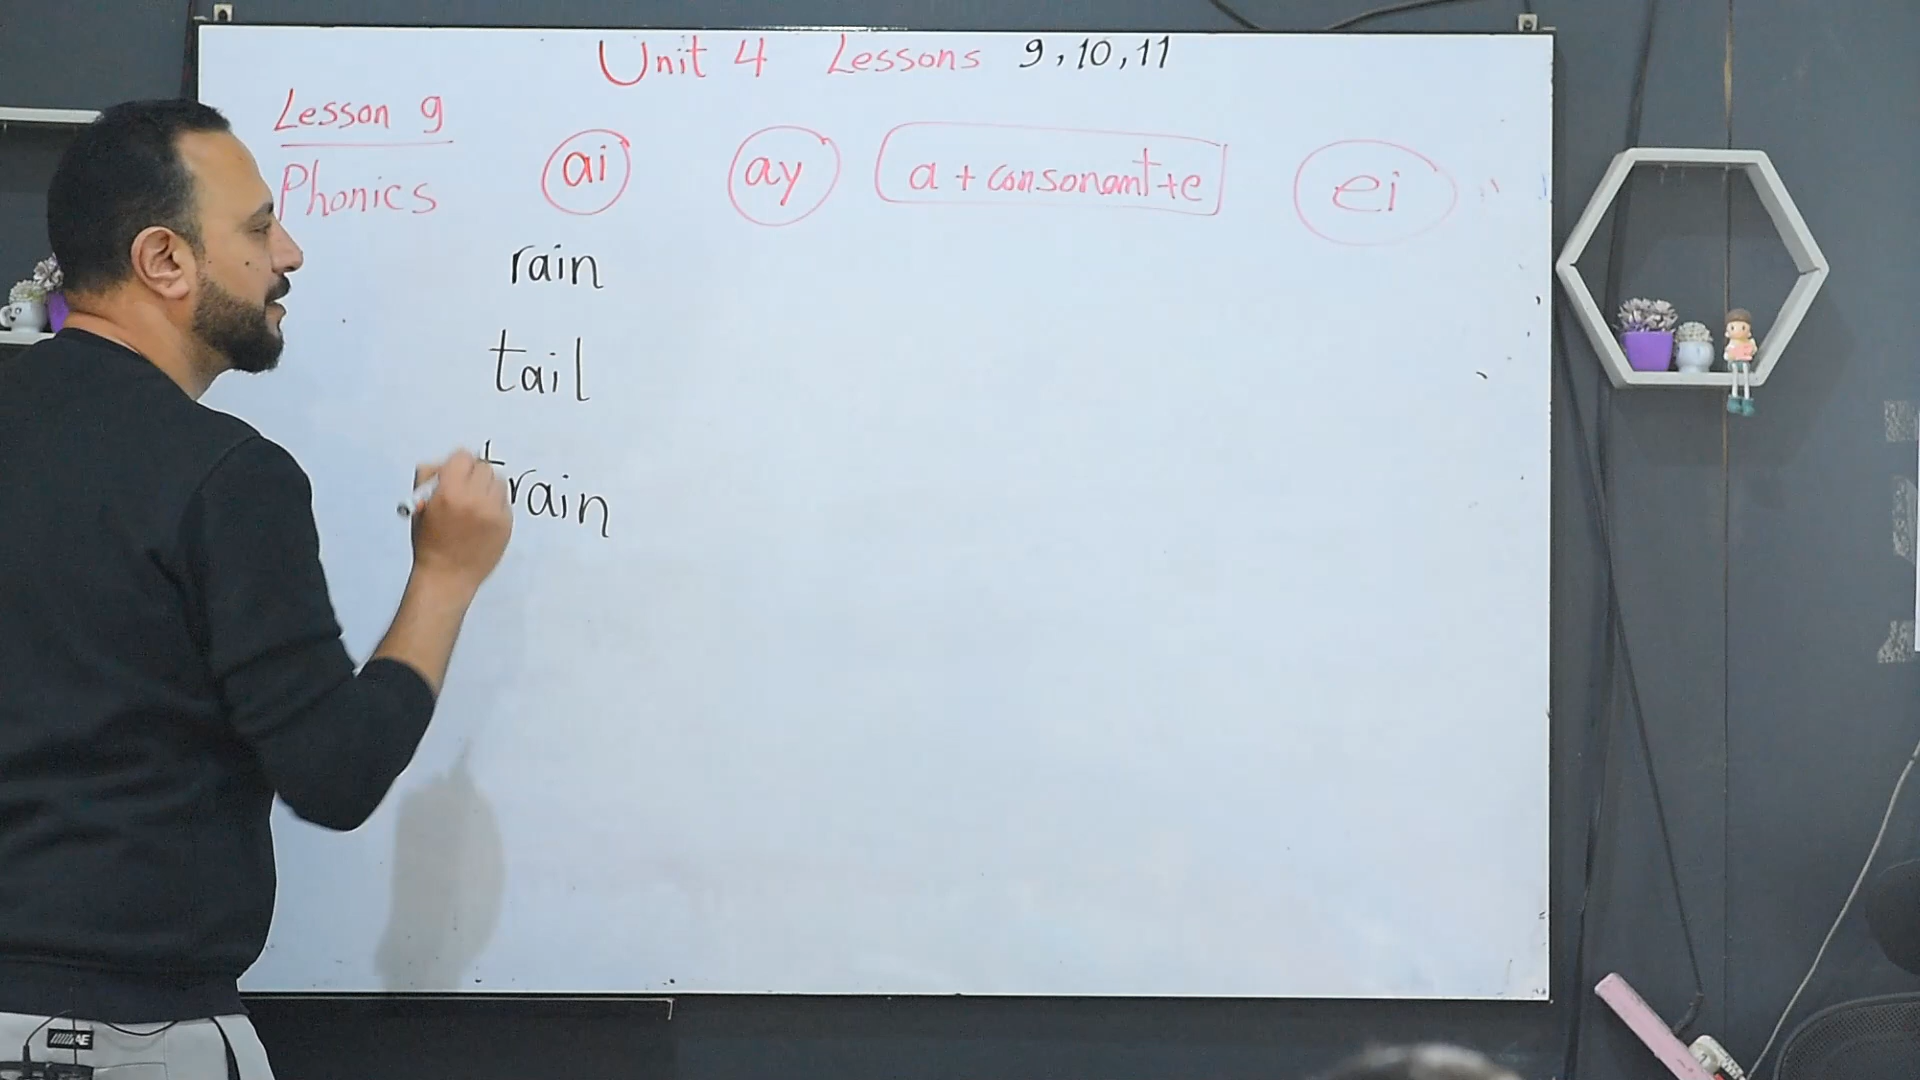 Unit 4 Lessons 9, 10, 11
Lesson 9
Phonics ai ay a + consonant + e ei
rain
tail
train